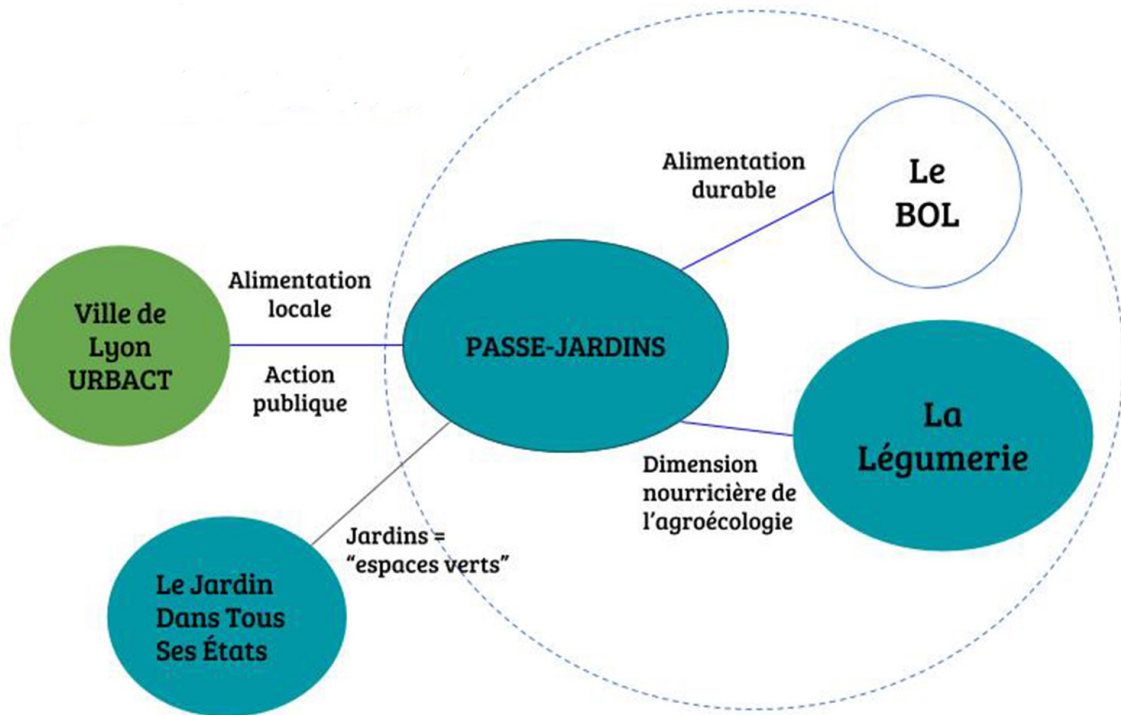 Alimentation
durable
Le
BOL
Ville de
Lyon
URBACT
Alimentation
locale
Action
publique
PASSE-JARDINS
La
Légumerie
Dimension
nourricière de
l'agroécologie
Jardins =
“espaces verts”
Le Jardin
Dans Tous
Ses États